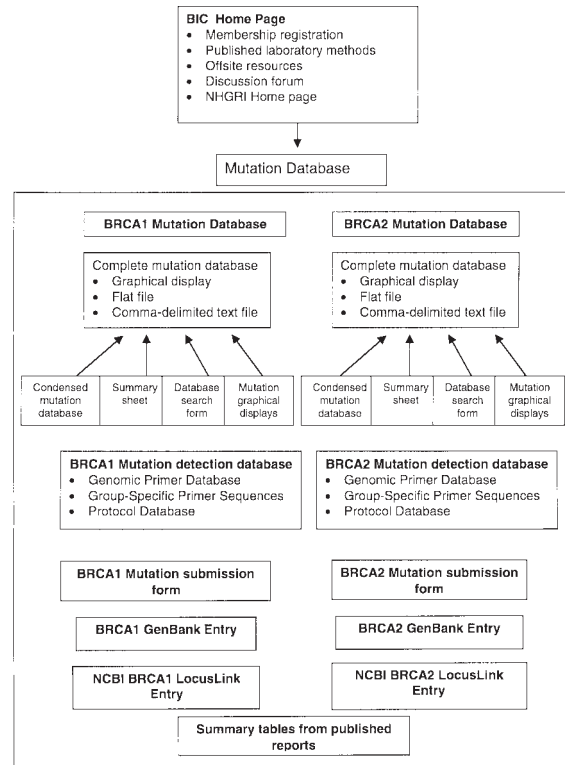 BIC Home Page
• Membership registration
• Published laboratory methods
• Offsite resources
• Discussion forum
• NHGRI Home page
Mutation Database
BRCA1 Mutation Database
BRCA2 Mutation Database
Complete mutation database
• Graphical display
• Flat file
• Comma-delimited text file
Complete mutation database
• Graphical display
• Flat file
• Comma-delimited text file
Condensed
mutation
database
Summary
sheet
Database
search
form
Mutation
graphical
displays
Condensed
mutation
database
Summary
sheet
Database
search
form
Mutation
graphical
displays
BRCA1 Mutation detection database
• Genomic Primer Database
• Group-Specific Primer Sequences
• Protocol Database
BRCA2 Mutation detection database
• Genomic Primer Database
• Group-Specific Primer Sequences
• Protocol Database
BRCA1 Mutation submission
form
BRCA2 Mutation submission
form
BRCA1 GenBank Entry
BRCA2 GenBank Entry
NCBI BRCA1 LocusLink
Entry
NCBI BRCA2 LocusLink
Entry
Summary tables from published
reports